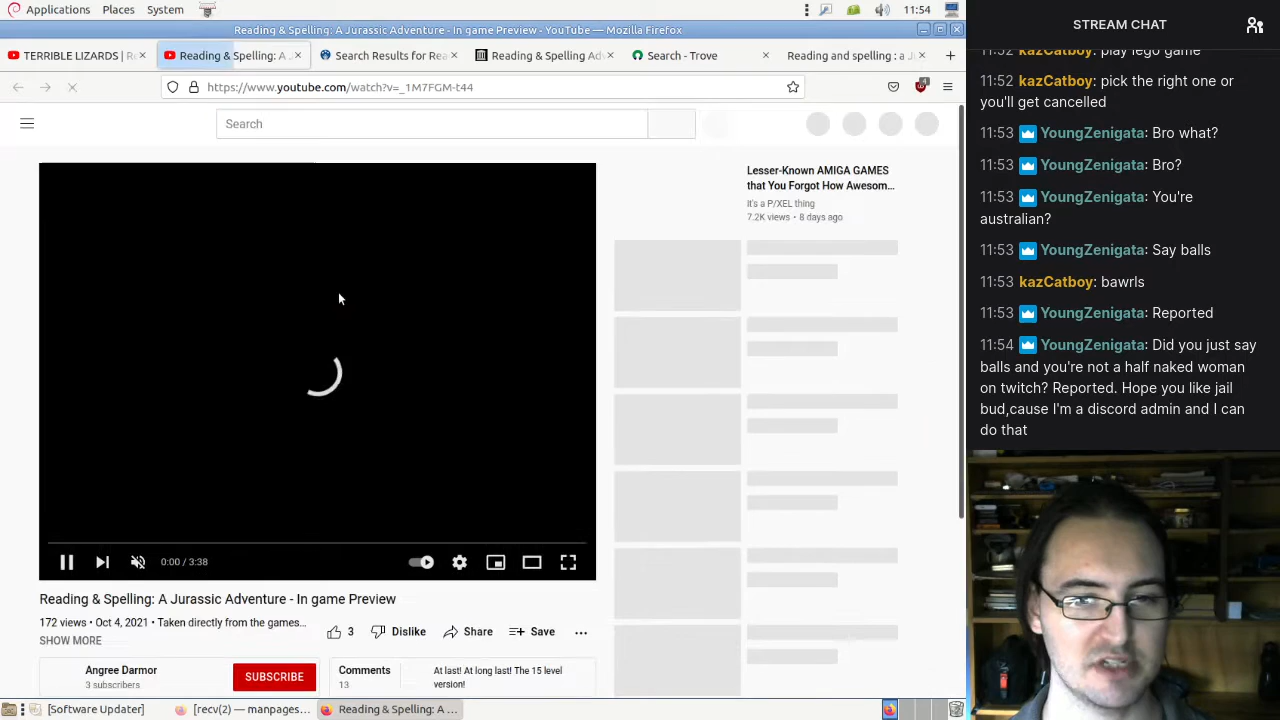 Applications Places System
11:54
Reading & Spelling: A Jurassic Adventure - In game Preview - YouTube — Mozilla Firefox
TERRIBLE LIZARDS | R
Reading & Spelling: A J
Search Results for Rea
Reading & Spelling Adv
Search - Trove
Reading and spelling : a J
https://www.youtube.com/watch?v=_1M7FGM-t44
4
Search
Lesser-Known AMIGA GAMES
that You Forgot How Awesom...
It's a P/XEL thing
7.2K views • 8 days ago
0:00 / 3:38
Reading & Spelling: A Jurassic Adventure - In game Preview
172 views • Oct 4, 2021 • Taken directly from the games...
3 Dislike Share Save
SHOW MORE
Angree Darmor
3 subscribers
SUBSCRIBE
Comments
13
At last! At long last! The 15 level
version!
[Software Updater]
[recv(2) — manpages...
Reading & Spelling: A ...
STREAM CHAT
11:52 kazCatboy: play lego game
11:52 kazCatboy: pick the right one or
you'll get cancelled
11:53 YoungZenigata: Bro what?
11:53 YoungZenigata: Bro?
11:53 YoungZenigata: You're
australian?
11:53 YoungZenigata: Say balls
11:53 kazCatboy: bawrls
11:53 YoungZenigata: Reported
11:54 YoungZenigata: Did you just say
balls and you're not a half naked woman
on twitch? Reported. Hope you like jail
bud,cause I'm a discord admin and I can
do that